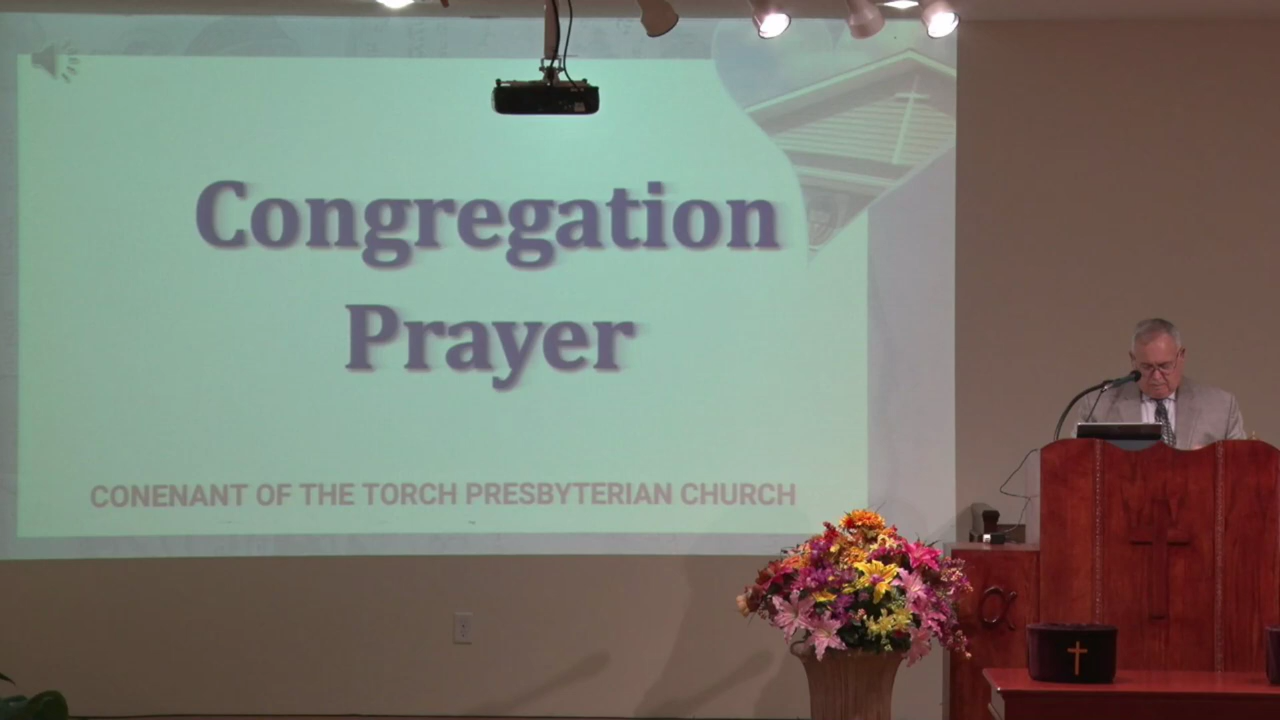 Congregation
Prayer
CONENANT OF THE TORCH PRESBYTERIAN CHURCH
α